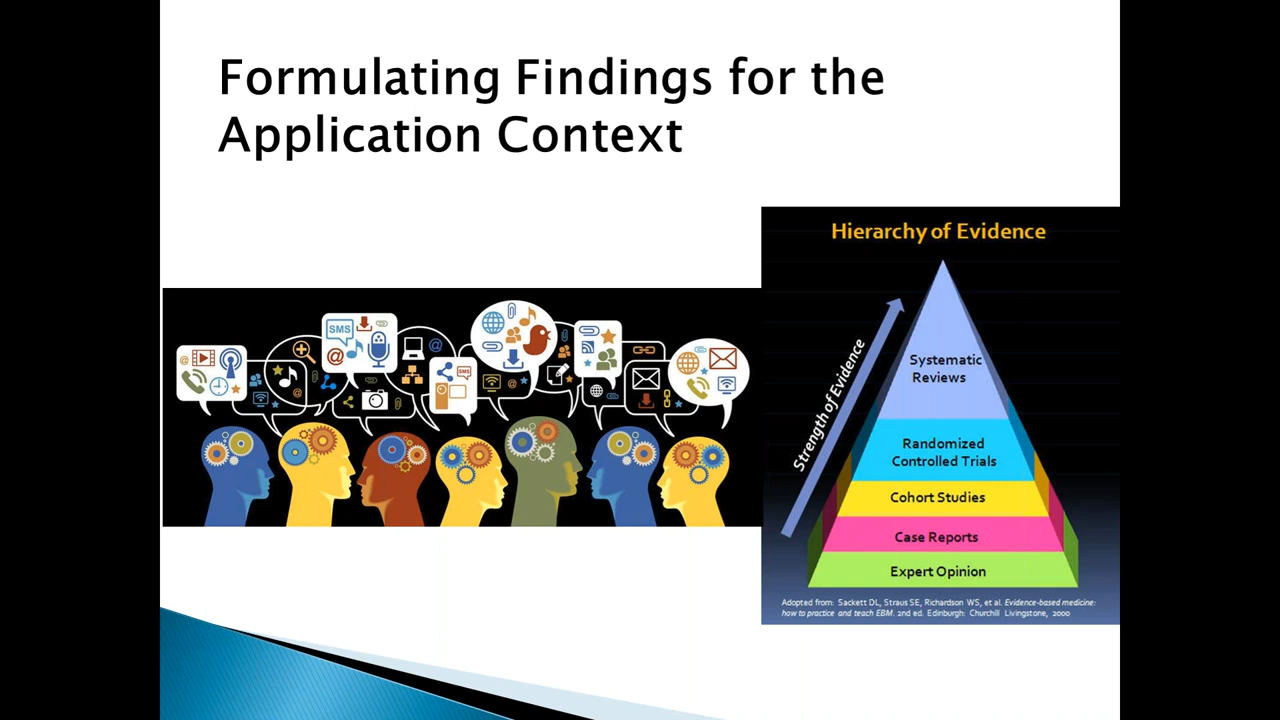 Formulating Findings for the
Application Context
Hierarchy of Evidence
Strength of Evidence
Systematic
Reviews
Randomized
Controlled Trials
Cohort Studies
Case Reports
Expert Opinion
Adopted from: Sackett DL, Straus SE, Richardson WS, et al. Evidence-based medicine:
how to practice and teach EBM. 2nd ed. Edinburgh: Churchill Livingstone, 2000
SMS
@
@
@
SMS
@
@
@